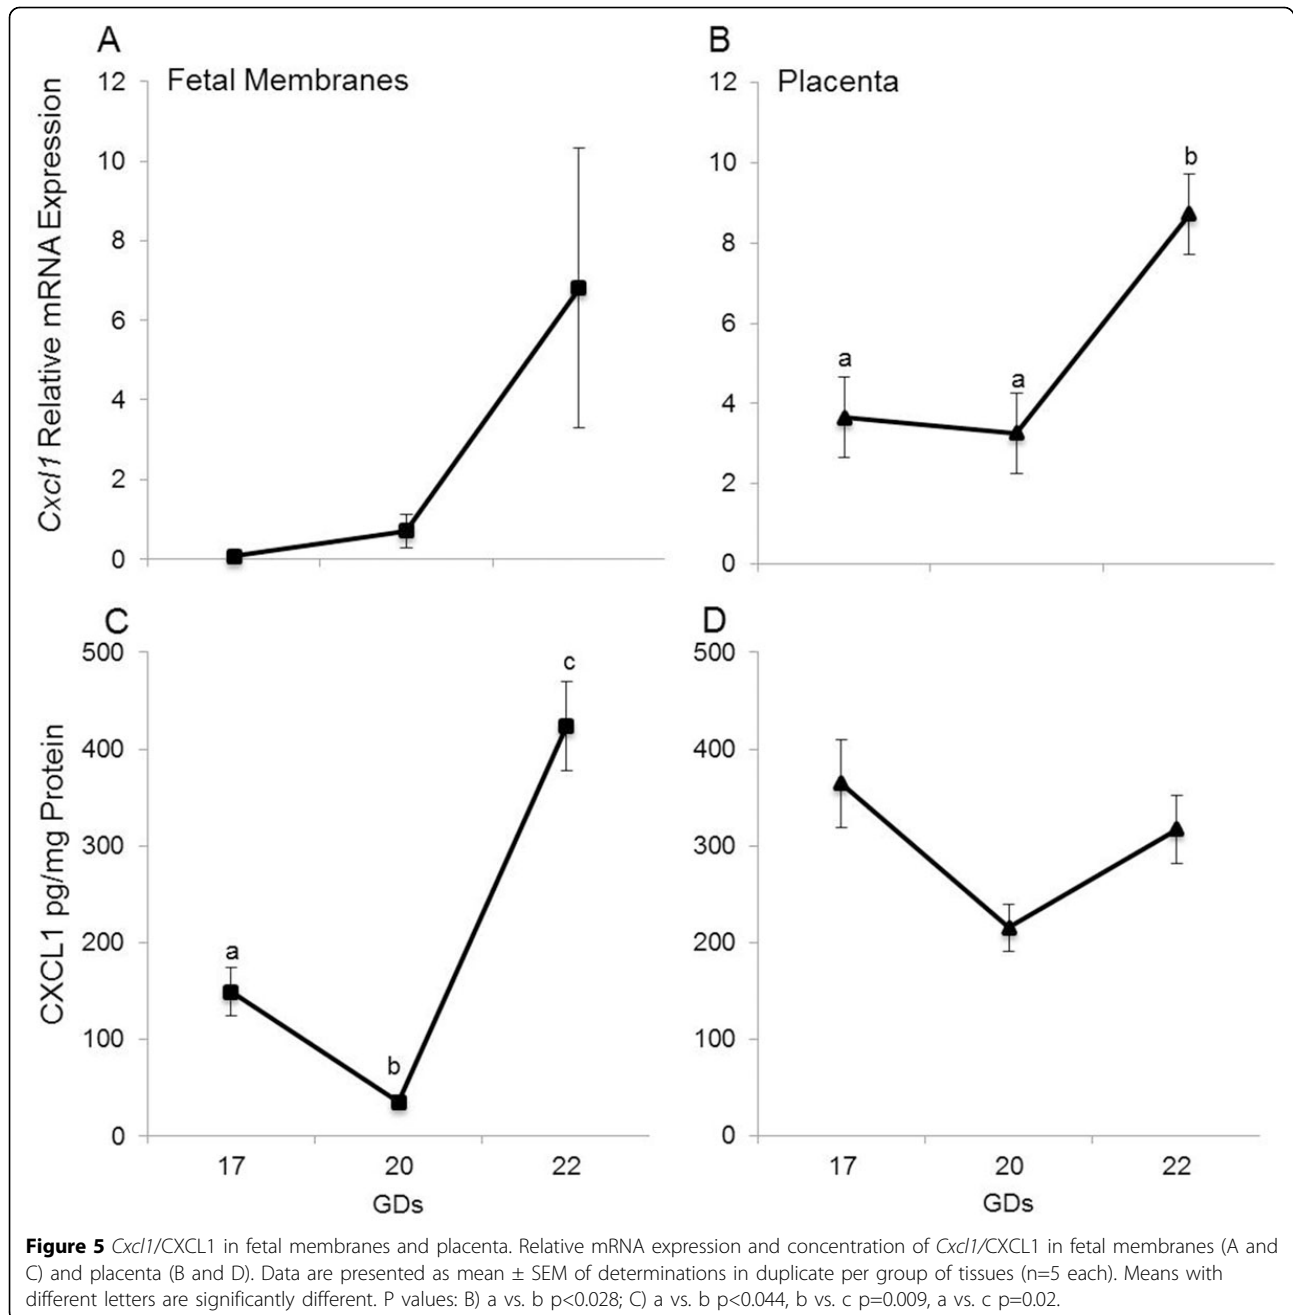 A
Fetal Membranes
Cxcl1 Relative mRNA Expression
12
10
8
6
4
2
0
B
Placenta
12
10
8
6
4
2
0
a
a
b
C
CXCL1 pg/mg Protein
500
400
300
200
100
0
a
b
c
17 20 22
GDs
D
500
400
300
200
100
0
17 20 22
GDs
Figure 5 Cxcl1/CXCL1 in fetal membranes and placenta. Relative mRNA expression and concentration of Cxcl1/CXCL1 in fetal membranes (A and
C) and placenta (B and D). Data are presented as mean ± SEM of determinations in duplicate per group of tissues (n=5 each). Means with
different letters are significantly different. P values: B) a vs. b p<0.028; C) a vs. b p<0.044, b vs. c p=0.009, a vs. c p=0.02.